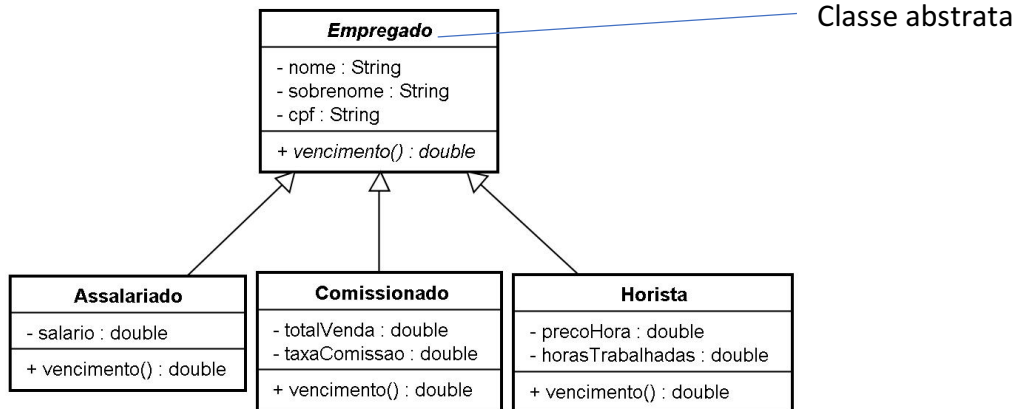 Classe abstrata
Empregado
- nome : String
- sobrenome : String
- cpf : String
+ vencimento() : double
Assalariado
- salario : double
+ vencimento() : double
Comissionado
- totalVenda : double
- taxaComissao : double
+ vencimento() : double
Horista
- precoHora : double
- horasTrabalhadas : double
+ vencimento() : double